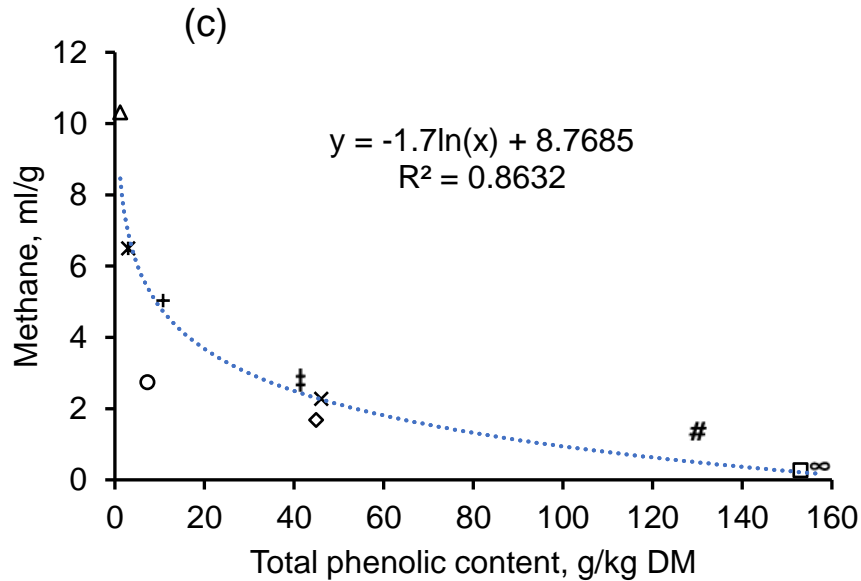 (c)
12
10
8
6
4
2
0
Methane, ml/g
y = -1.7ln(x) + 8.7685
R² = 0.8632
‡
#
∞
0 20 40 60 80 100 120 140 160
Total phenolic content, g/kg DM